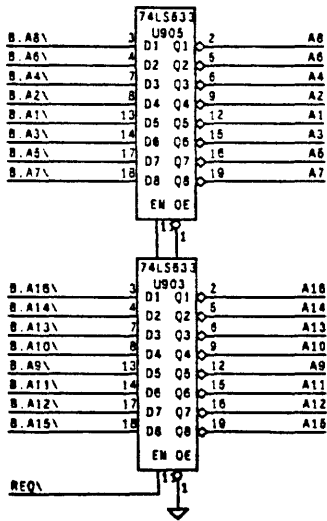 74LS533
U905
B.A8\ 3 D1 Q1 2 A8
B.A6\ 4 D2 Q2 5 A6
B.A4\ 7 D3 Q3 6 A4
B.A2\ 8 D4 Q4 9 A2
B.A1\ 13 D5 Q5 12 A1
B.A3\ 14 D6 Q6 15 A3
B.A5\ 17 D7 Q7 16 A5
B.A7\ 18 D8 Q8 19 A7
EN OE
11 1
74LS533
U903
B.A16\ 3 D1 Q1 2 A16
B.A14\ 4 D2 Q2 5 A14
B.A13\ 7 D3 Q3 6 A13
B.A10\ 8 D4 Q4 9 A10
B.A9\ 13 D5 Q5 12 A9
B.A11\ 14 D6 Q6 15 A11
B.A12\ 17 D7 Q7 16 A12
B.A15\ 18 D8 Q8 19 A15
EN OE
REQ\ 11 1